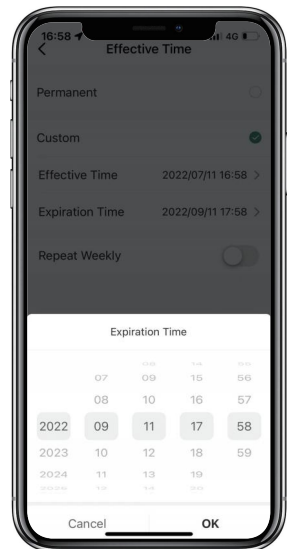 16:58 4G
Effective Time
Permanent
Custom
Effective Time 2022/07/11 16:58 >
Expiration Time 2022/09/11 17:58 >
Repeat Weekly
Expiration Time
07 09 15 56
08 10 16 57
2022 09 11 17 58
2023 10 12 18 59
2024 11 13 19
Cancel OK